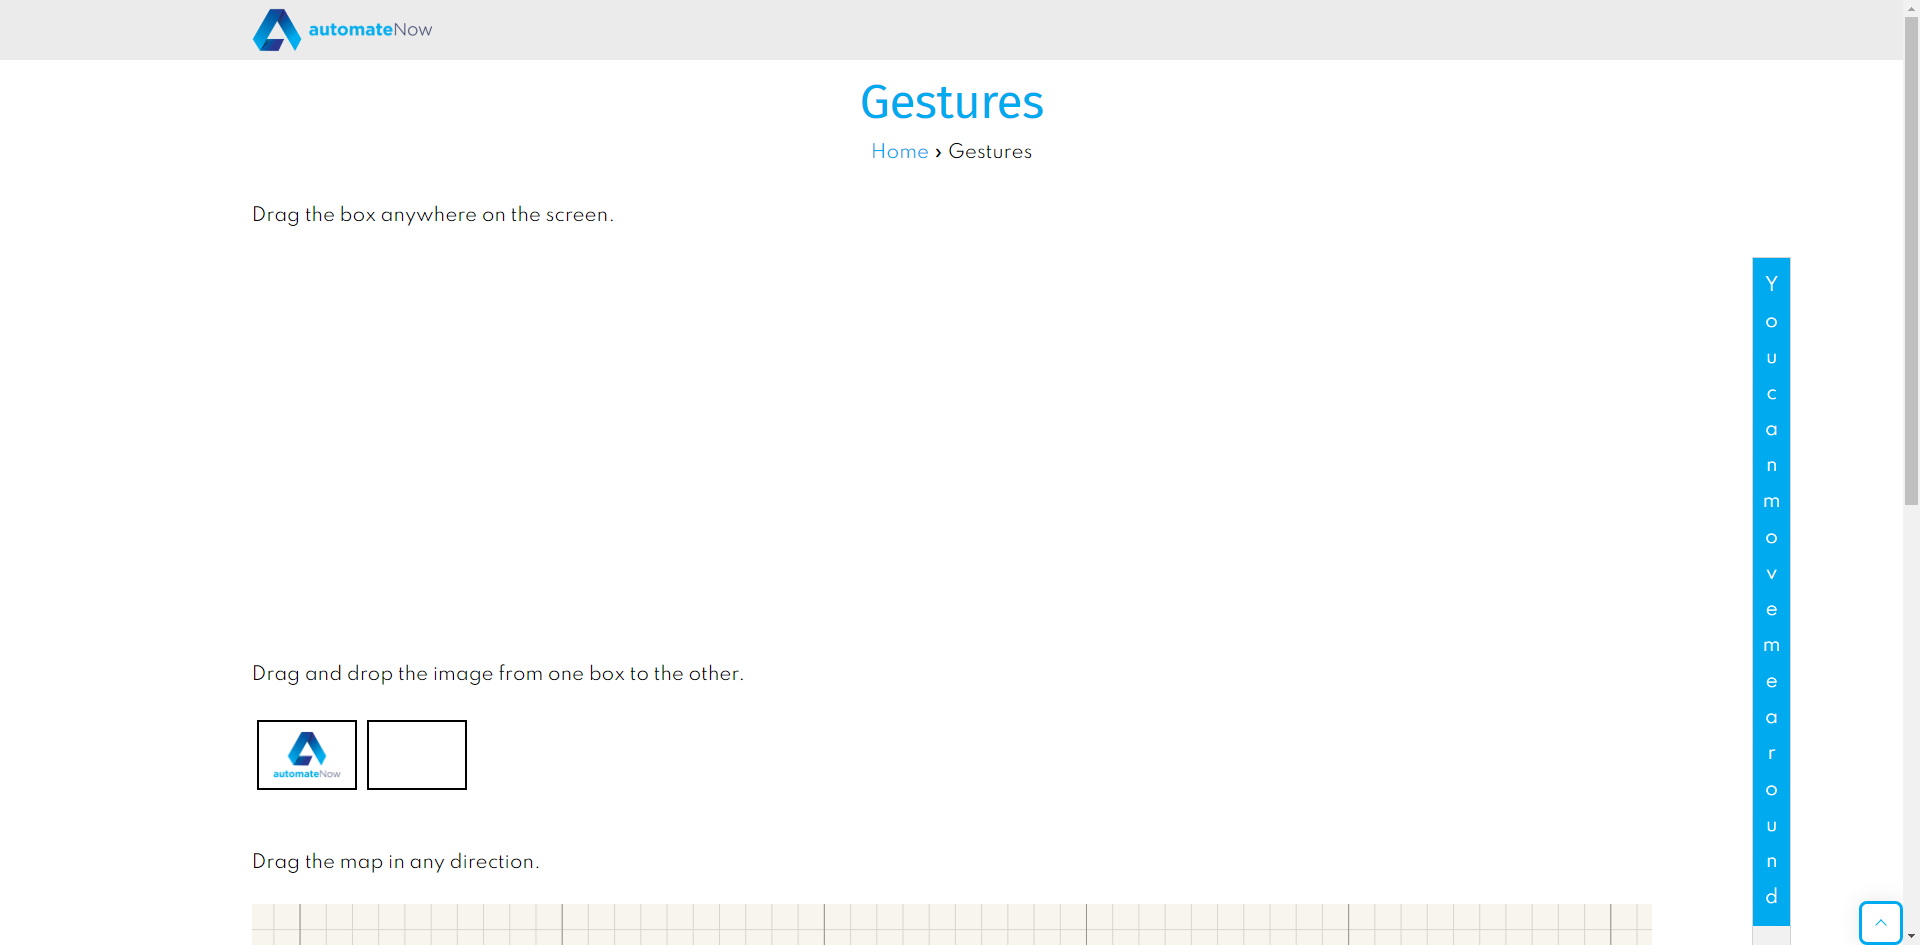 automateNow
Gestures
Home › Gestures
Drag the box anywhere on the screen.
Y
o
u
c
a
n
m
o
v
e
m
e
a
r
o
u
n
d
Drag and drop the image from one box to the other.
automateNow
Drag the map in any direction.